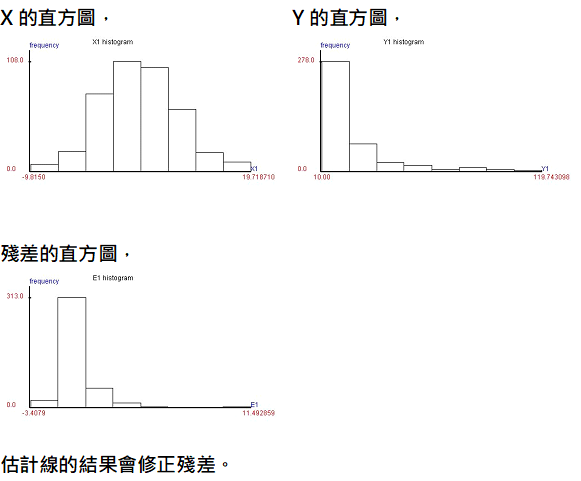 X 的直方圖， Y 的直方圖，
frequency X1 histogram frequency Y1 histogram
108.0 278.0
0.0 X1 0.0 Y1
-9.8150 19.718710 10.00 119.743098
殘差的直方圖，
frequency E1 histogram
313.0
0.0 E1
-3.4079 11.492859
估計線的結果會修正殘差。